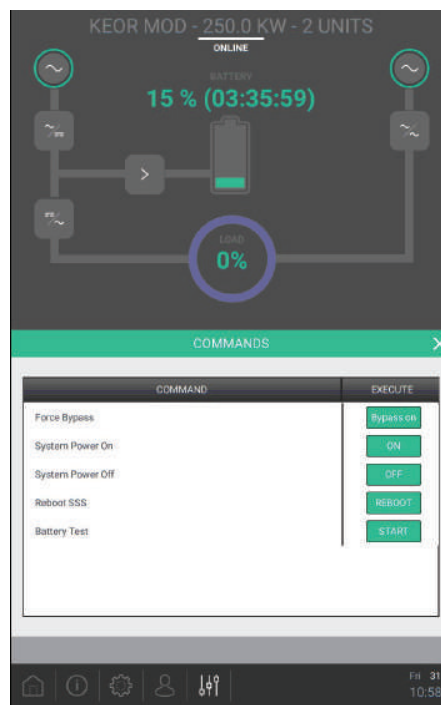 KEOR MOD - 250.0 KW - 2 UNITS
ONLINE
BATTERY
15 % (03:35:59)
LOAD
0%
COMMANDS
COMMAND EXECUTE
Force Bypass Bypass on
System Power On ON
System Power Off OFF
Reboot SSS REBOOT
Battery Test START
Fri 31
10:58